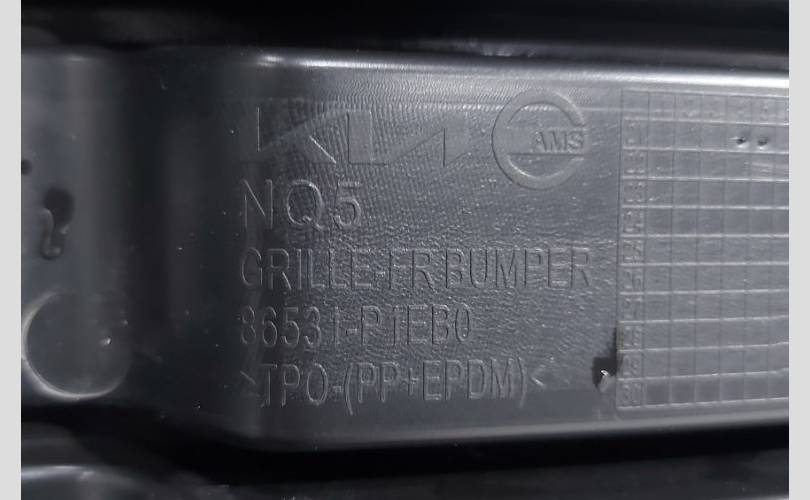 KIA AMS
NQ5
GRILLE-FR BUMPER
86531-P1EB0
>TPO-(PP+EPDM)<